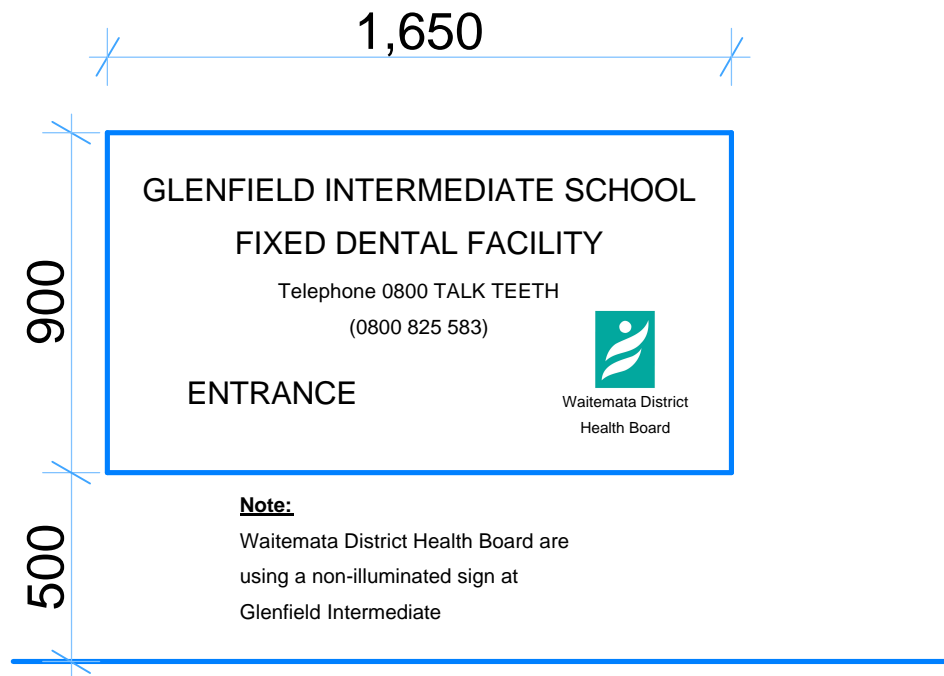 1,650
900
GLENFIELD INTERMEDIATE SCHOOL
FIXED DENTAL FACILITY
Telephone 0800 TALK TEETH
(0800 825 583)
ENTRANCE
Waitemata District
Health Board
500
Note:
Waitemata District Health Board are
using a non-illuminated sign at
Glenfield Intermediate